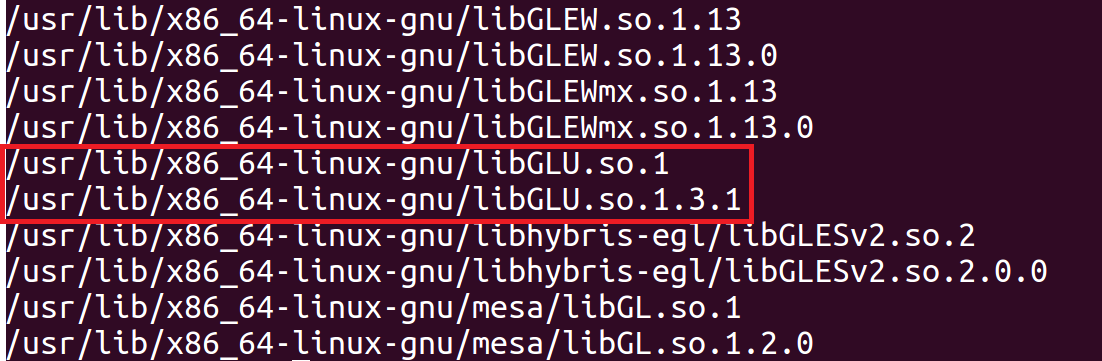 /usr/lib/x86_64-linux-gnu/libGLEW.so.1.13
/usr/lib/x86_64-linux-gnu/libGLEW.so.1.13.0
/usr/lib/x86_64-linux-gnu/libGLEWmx.so.1.13
/usr/lib/x86_64-linux-gnu/libGLEWmx.so.1.13.0
/usr/lib/x86_64-linux-gnu/libGLU.so.1
/usr/lib/x86_64-linux-gnu/libGLU.so.1.3.1
/usr/lib/x86_64-linux-gnu/libhybris-egl/libGLESv2.so.2
/usr/lib/x86_64-linux-gnu/libhybris-egl/libGLESv2.so.2.0.0
/usr/lib/x86_64-linux-gnu/mesa/libGL.so.1
/usr/lib/x86_64-linux-gnu/mesa/libGL.so.1.2.0